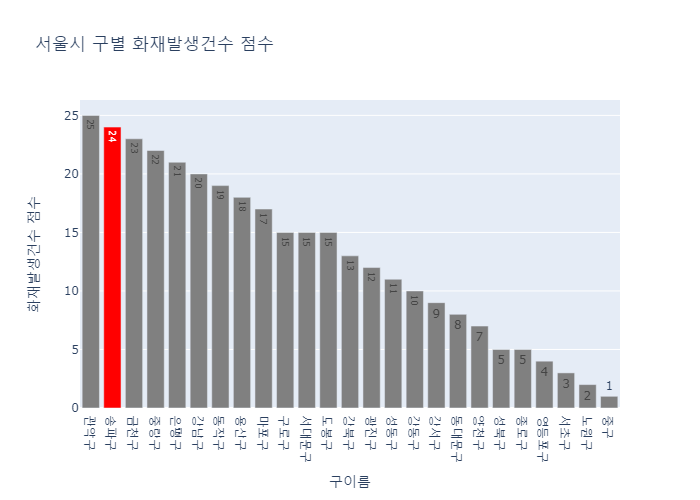 서울시 구별 화재발생건수 점수
화재발생건수 점수
25
20
15
10
5
0
25
24
23
22
21
20
19
18
17
15
15
15
13
12
11
10
9
8
7
5
5
4
3
2
1
관악구
송파구
금천구
중랑구
은평구
강남구
동작구
용산구
마포구
구로구
서대문구
도봉구
강북구
광진구
성동구
강동구
강서구
동대문구
양천구
성북구
종로구
영등포구
서초구
노원구
중구
구이름